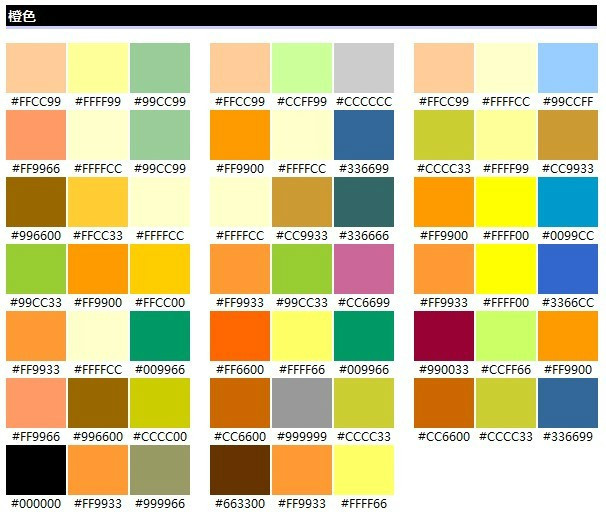 橙色
#FFCC99 #FFFF99 #99CC99 #FFCC99 #CCFF99 #CCCCCC #FFCC99 #FFFFCC #99CCFF
#FF9966 #FFFFCC #99CC99 #FF9900 #FFFFCC #336699 #CCCC33 #FFFF99 #CC9933
#996600 #FFCC33 #FFFFCC #FFFFCC #CC9933 #336666 #FF9900 #FFFF00 #0099CC
#99CC33 #FF9900 #FFCC00 #FF9933 #99CC33 #CC6699 #FF9933 #FFFF00 #3366CC
#FF9933 #FFFFCC #009966 #FF6600 #FFFF66 #009966 #990033 #CCFF66 #FF9900
#FF9966 #996600 #CCCC00 #CC6600 #999999 #CCCC33 #CC6600 #CCCC33 #336699
#000000 #FF9933 #999966 #663300 #FF9933 #FFFF66